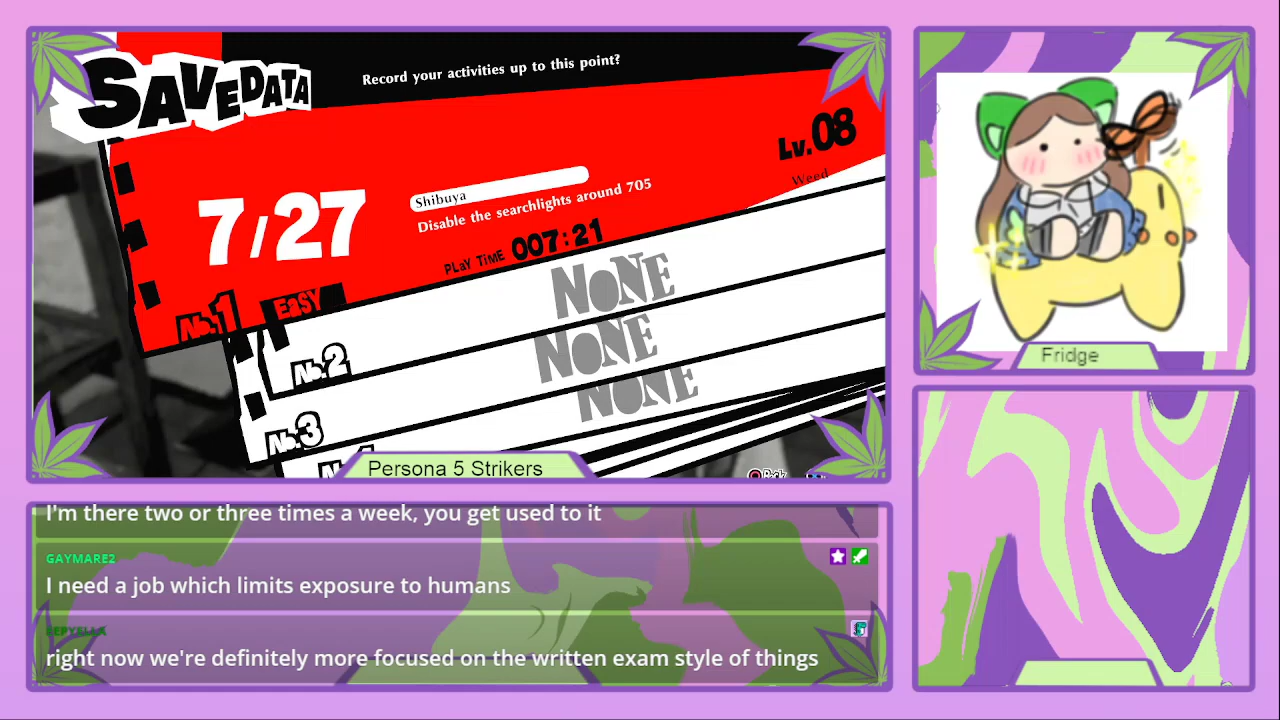 SAVEDATA
Record your activities up to this point?
Lv.08
Weed
7/27
Shibuya
Disable the searchlights around 705
PLaY TiME 007:21
No.1 EaSY
NONE
No.2
NONE
No.3
NONE
Persona 5 Strikers
Fridge
I'm there two or three times a week, you get used to it
GAYMARE2
I need a job which limits exposure to humans
right now we're definitely more focused on the written exam style of things